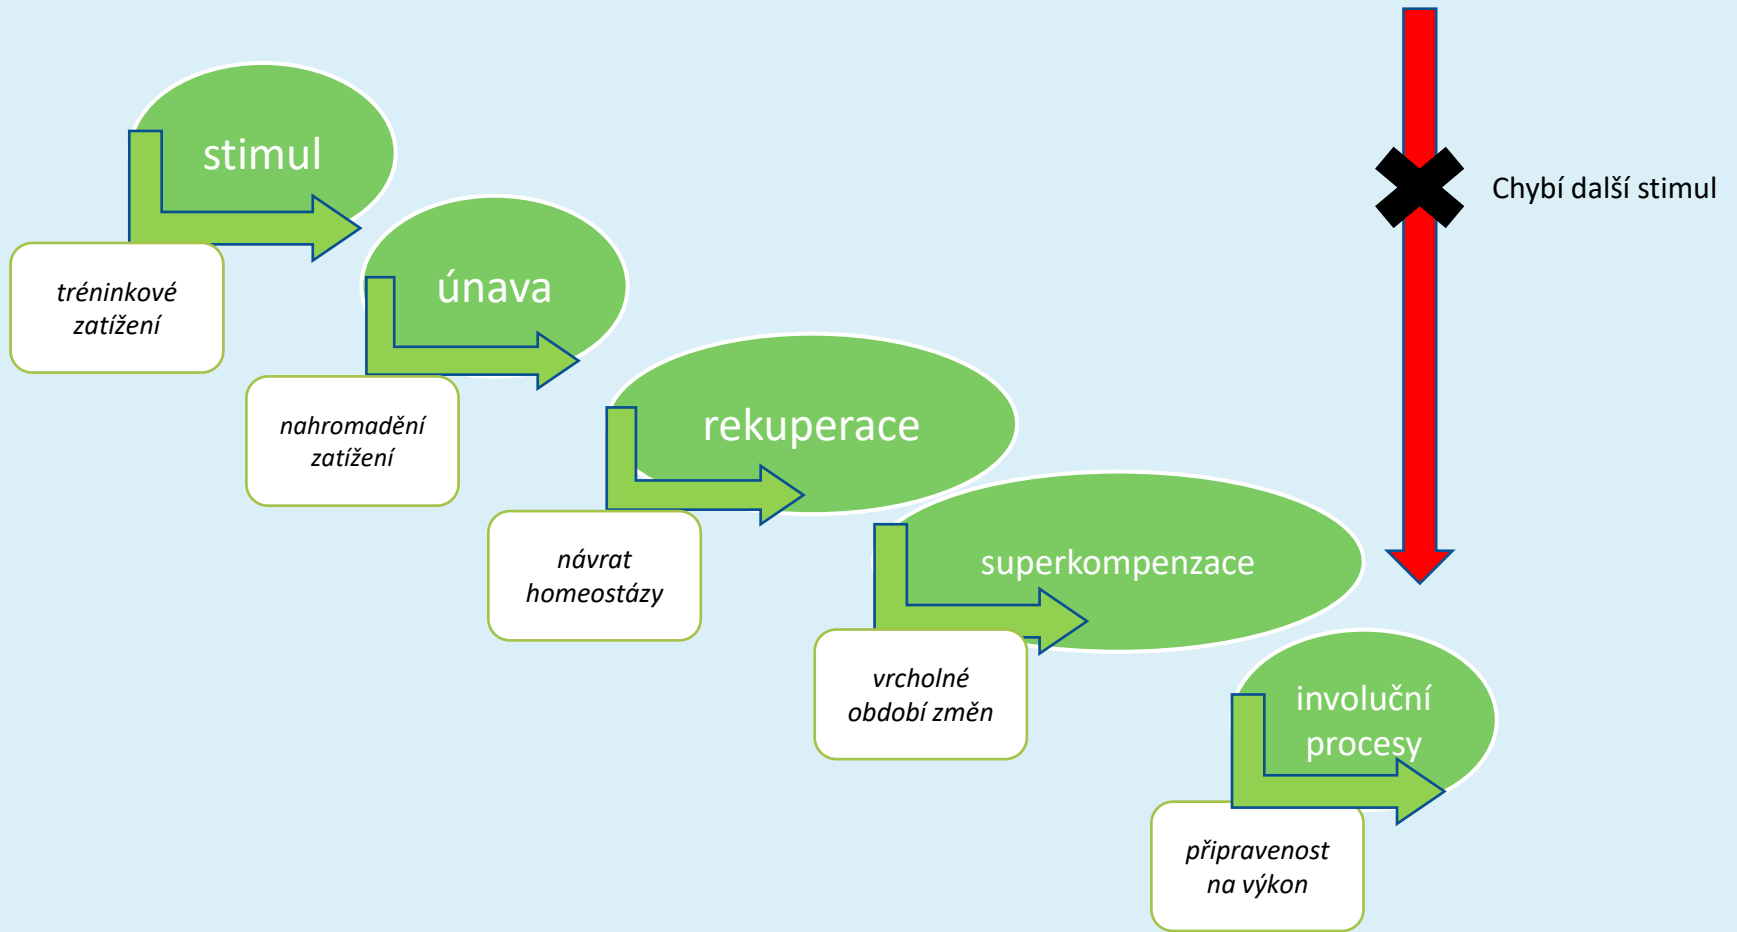 stimul
Chybí další stimul
tréninkové
zatížení
únava
nahromadění
zatížení
rekuperace
návrat
homeostázy
superkompenzace
vrcholné
období změn
involuční
procesy
připravenost
na výkon